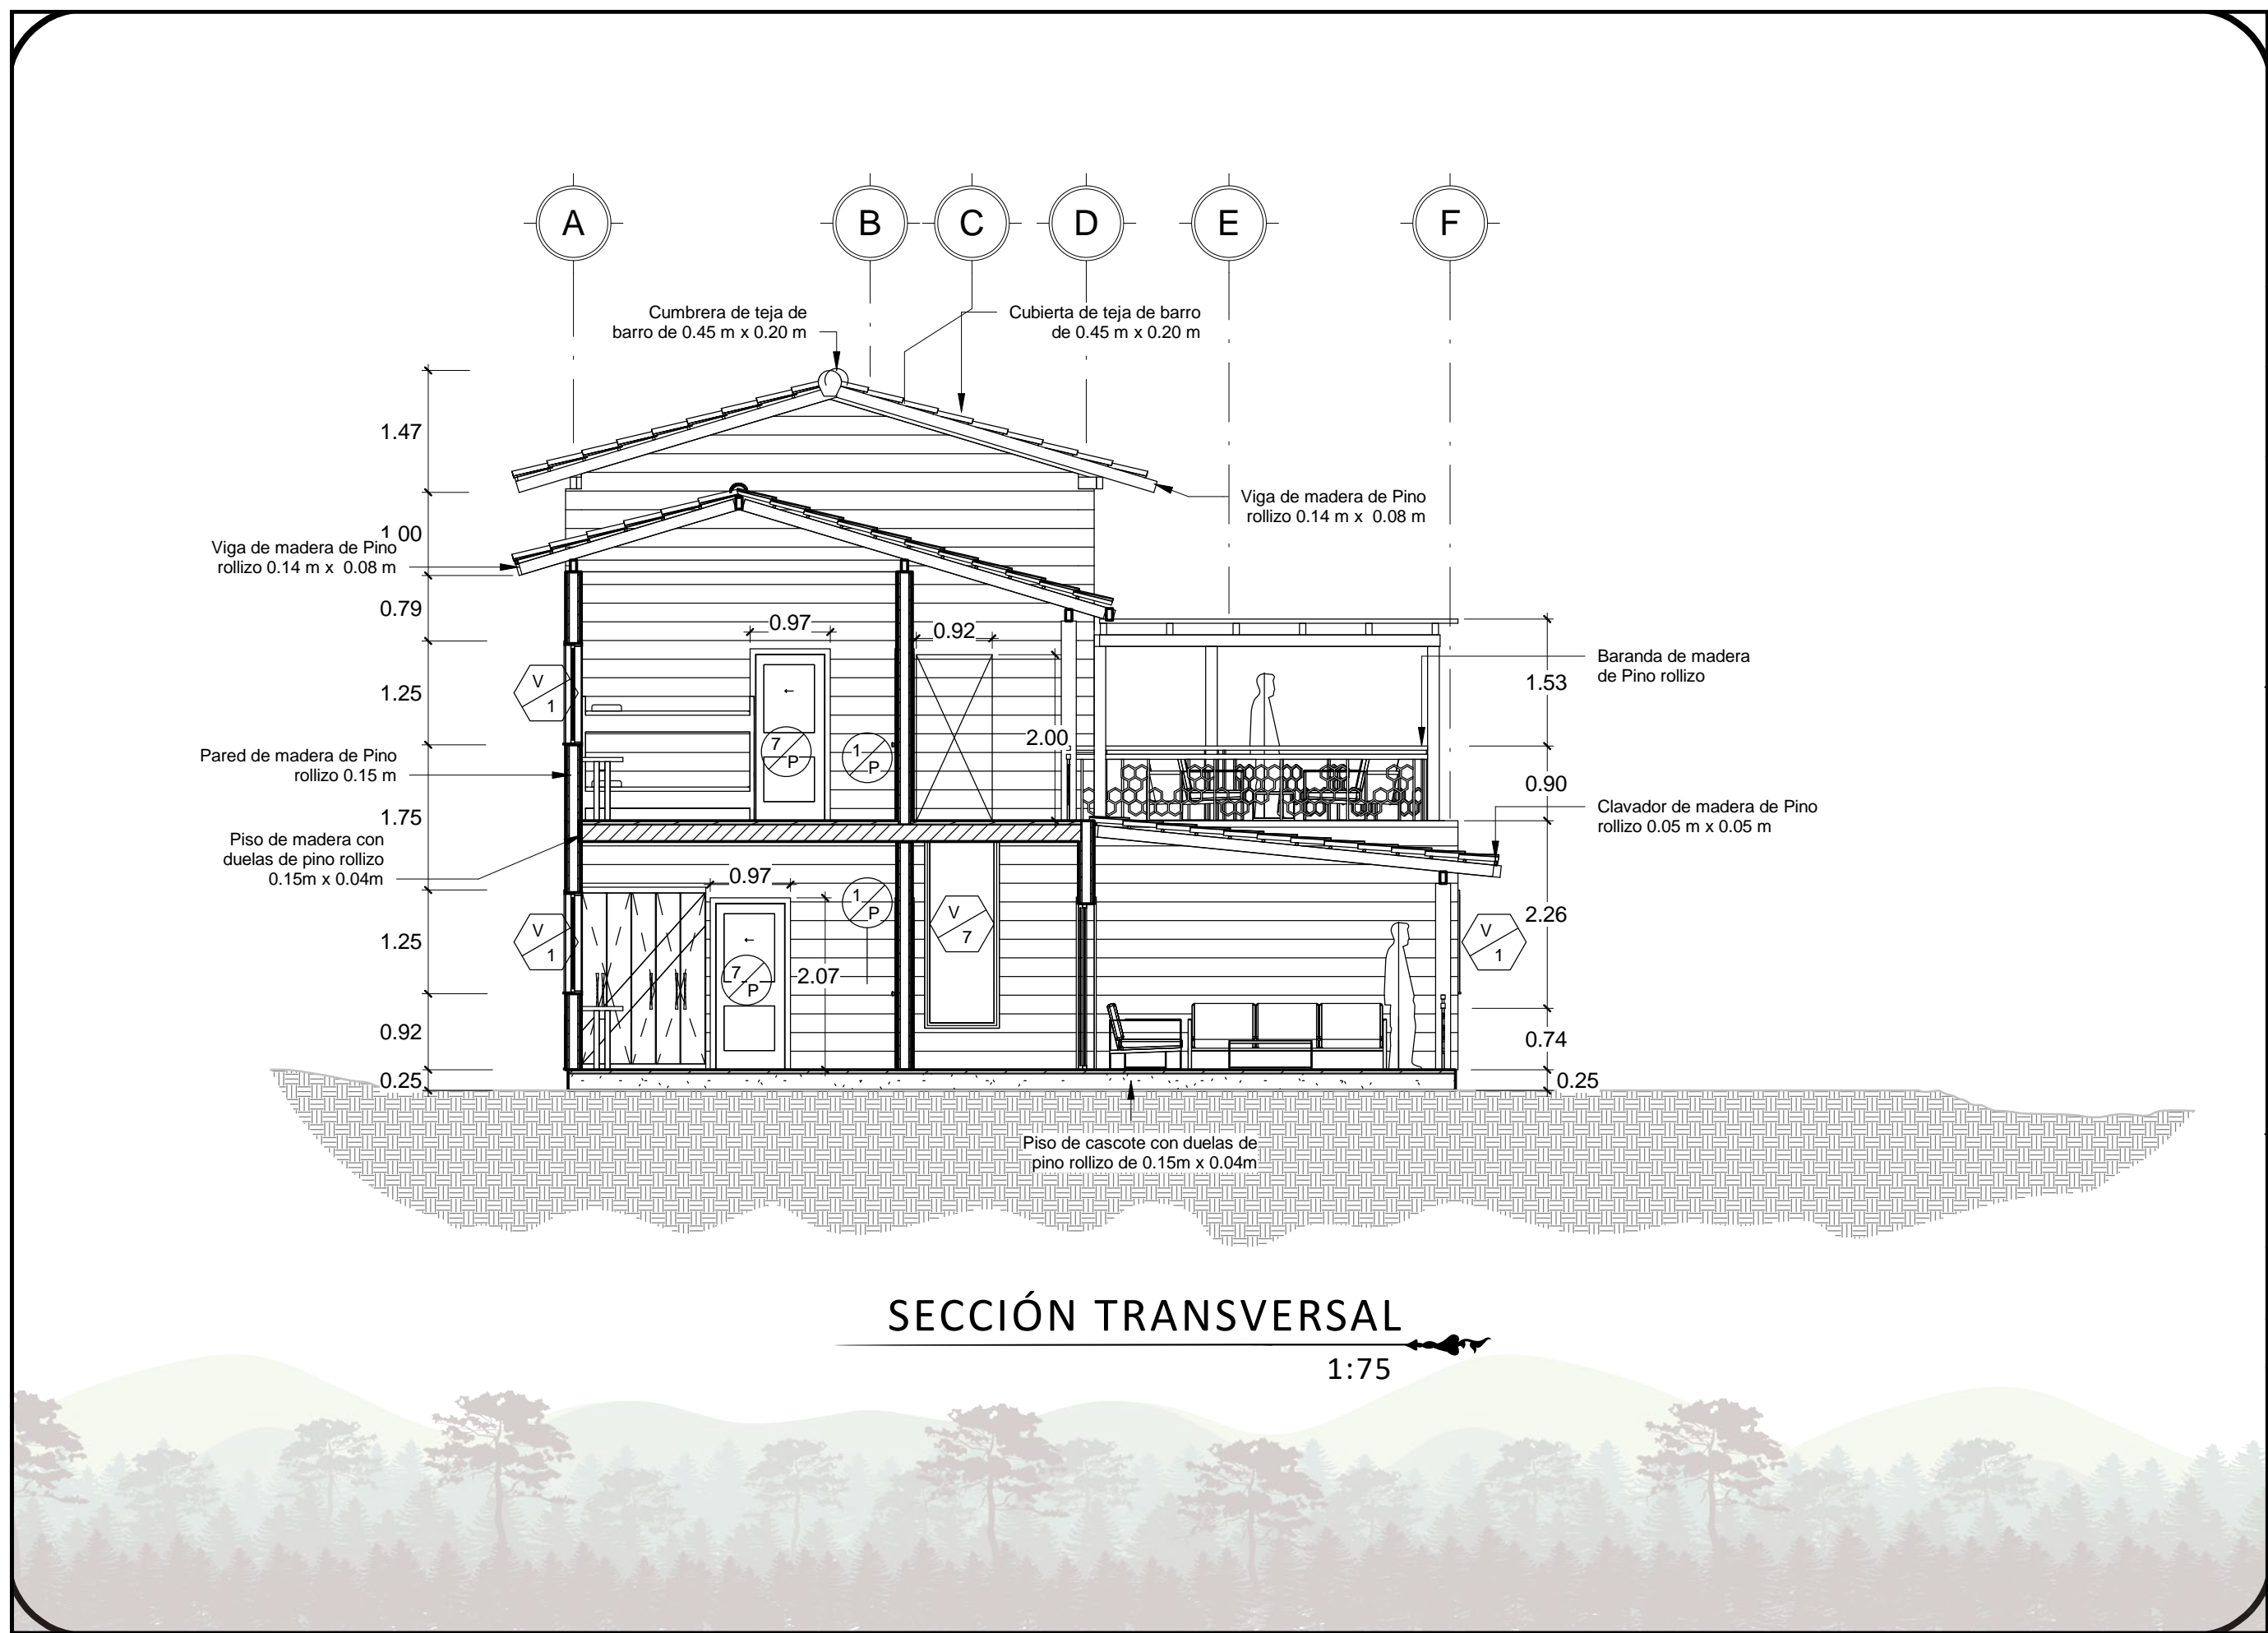 A
B
C
D
E
F
Cumbrera de teja de
barro de 0.45 m x 0.20 m
Cubierta de teja de barro
de 0.45 m x 0.20 m
1.47
Viga de madera de Pino
rollizo 0.14 m x 0.08 m
1.00
Viga de madera de Pino
rollizo 0.14 m x 0.08 m
0.79
0.97
0.92
Baranda de madera
de Pino rollizo
V
1
1.25
1.53
2.00
7
P
1
P
Pared de madera de Pino
rollizo 0.15 m
0.90
1.75
Clavador de madera de Pino
rollizo 0.05 m x 0.05 m
Piso de madera con
duelas de pino rollizo
0.15m x 0.04m
0.97
1
P
V
7
2.26
V
1
V
1
1.25
7
P
2.07
0.92
0.74
0.25
0.25
Piso de cascote con duelas de
pino rollizo de 0.15m x 0.04m
SECCIÓN TRANSVERSAL
1:75